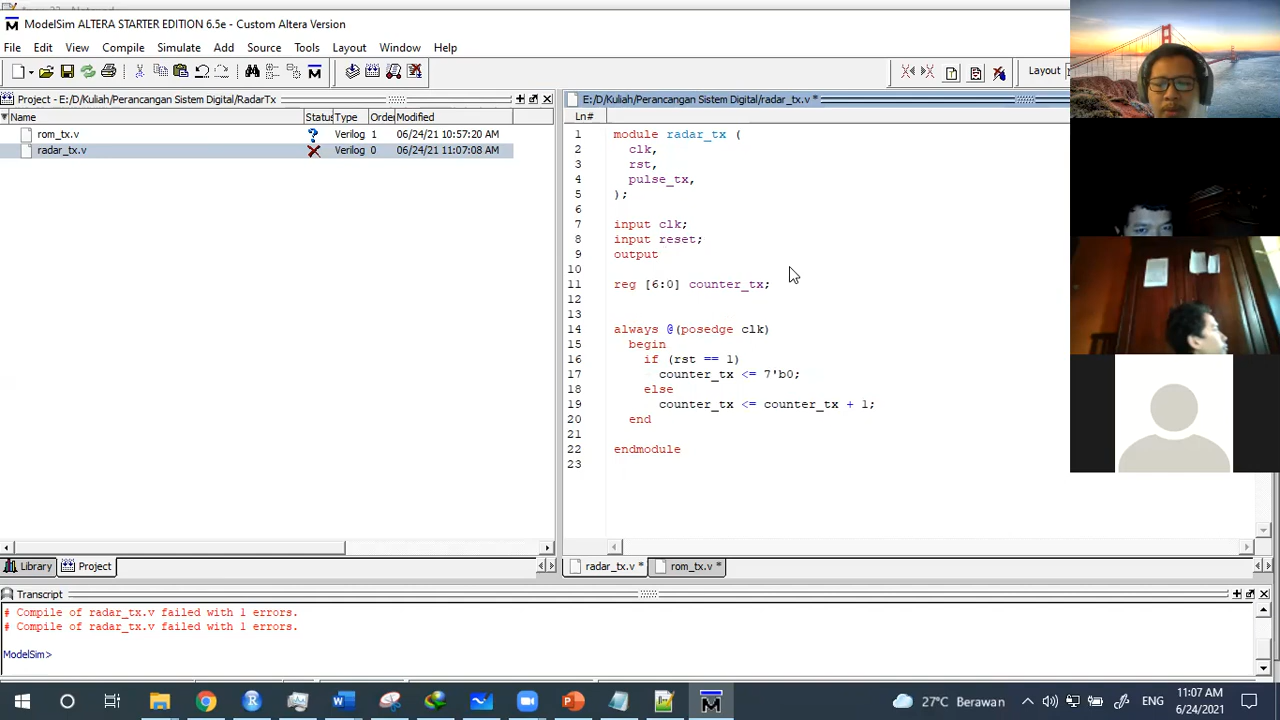 ModelSim ALTERA STARTER EDITION 6.5e - Custom Altera Version
File Edit View Compile Simulate Add Source Tools Layout Window Help
Layout
Project - E:/D/Kuliah/Perancangan Sistem Digital/RadarTx
Name Status Type Order Modified
rom_tx.v Verilog 1 06/24/21 10:57:20 AM
radar_tx.v Verilog 0 06/24/21 11:07:08 AM
Library Project
E:/D/Kuliah/Perancangan Sistem Digital/radar_tx.v *
Ln#
1 module radar_tx (
2 clk,
3 rst,
4 pulse_tx,
5 );
6
7 input clk;
8 input reset;
9 output
10
11 reg [6:0] counter_tx;
12
13
14 always @(posedge clk)
15 begin
16 if (rst == 1)
17 counter_tx <= 7'b0;
18 else
19 counter_tx <= counter_tx + 1;
20 end
21
22 endmodule
23
radar_tx.v * rom_tx.v *
Transcript
# Compile of radar_tx.v failed with 1 errors.
# Compile of radar_tx.v failed with 1 errors.
ModelSim>
27°C Berawan ENG 11:07 AM
6/24/2021